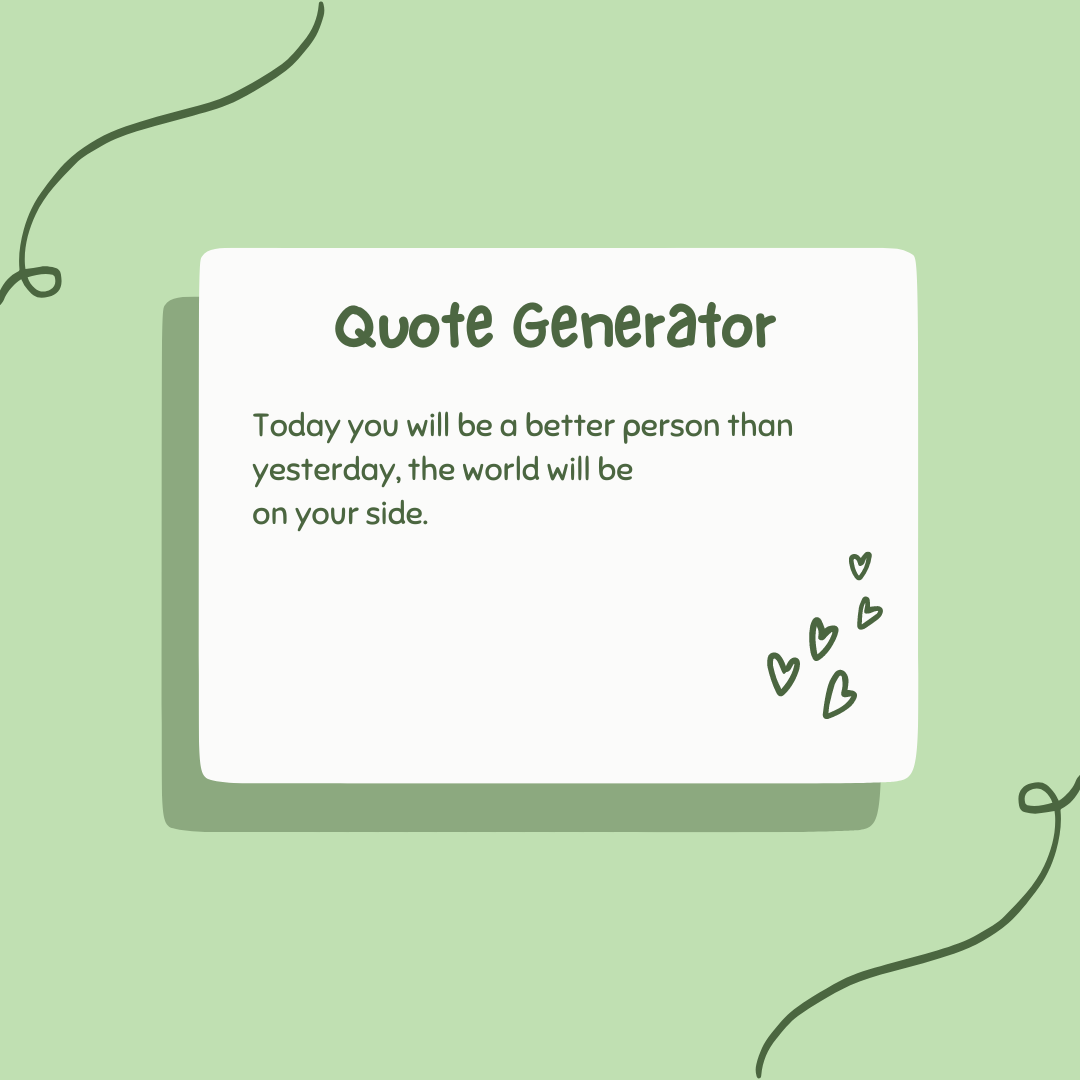 Quote Generator
Today you will be a better person than
yesterday, the world will be
on your side.